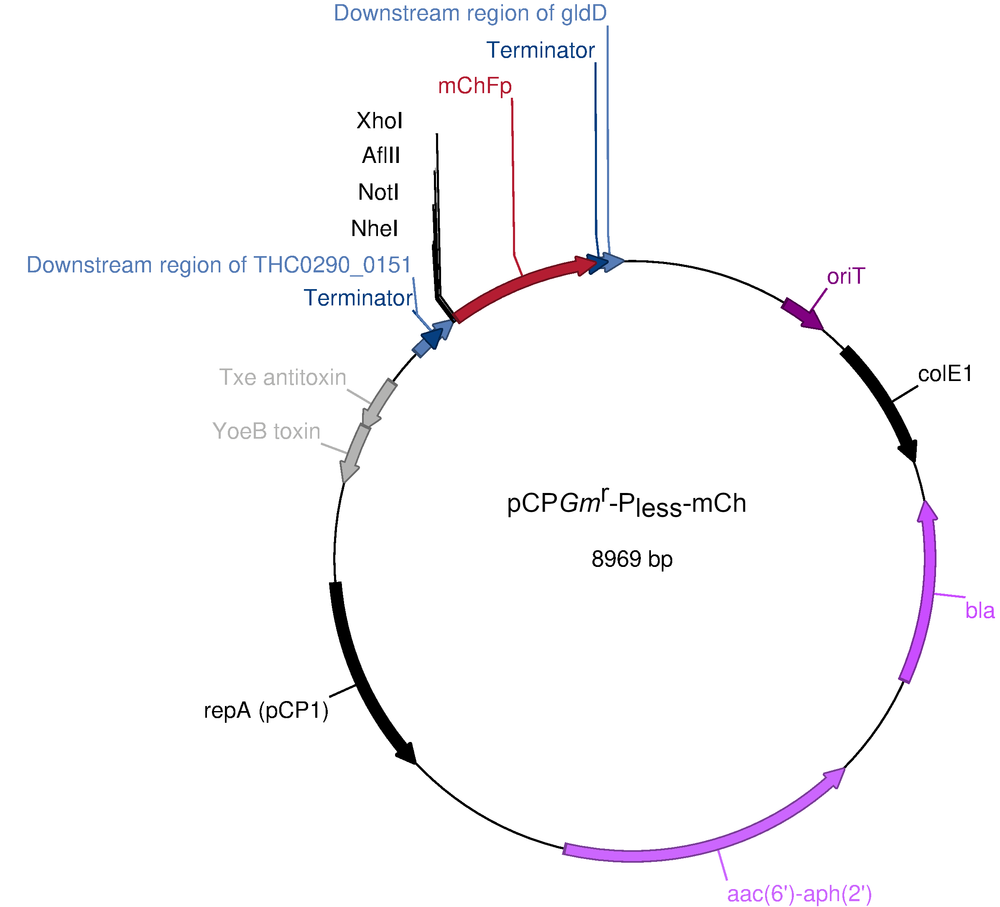 Downstream region of gldD
Terminator
mChFp
XhoI
AflII
NotI
NheI
Downstream region of THC0290_0151
Terminator
oriT
Txe antitoxin
colE1
YoeB toxin
pCPGmʳ-Pless-mCh
8969 bp
bla
repA (pCP1)
aac(6')-aph(2')